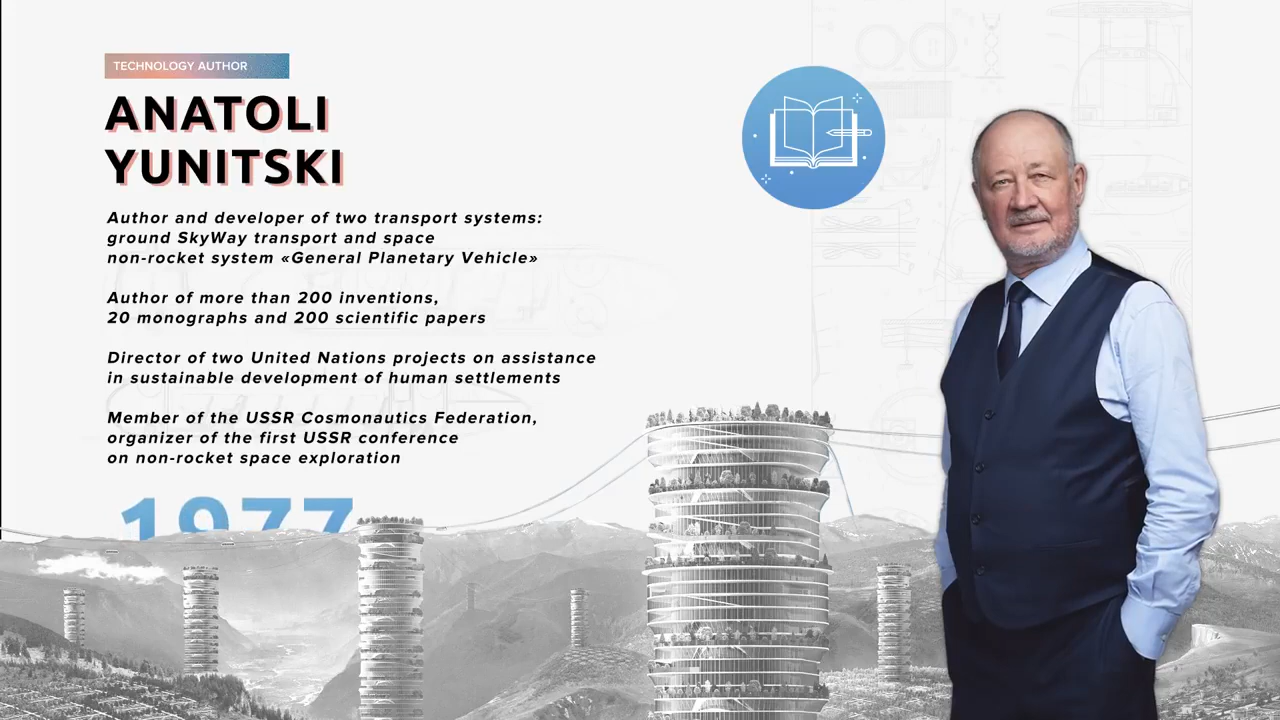 TECHNOLOGY AUTHOR
ANATOLI
YUNITSKI
Author and developer of two transport systems:
ground SkyWay transport and space
non-rocket system «General Planetary Vehicle»
Author of more than 200 inventions,
20 monographs and 200 scientific papers
Director of two United Nations projects on assistance
in sustainable development of human settlements
Member of the USSR Cosmonautics Federation,
organizer of the first USSR conference
on non-rocket space exploration
1977